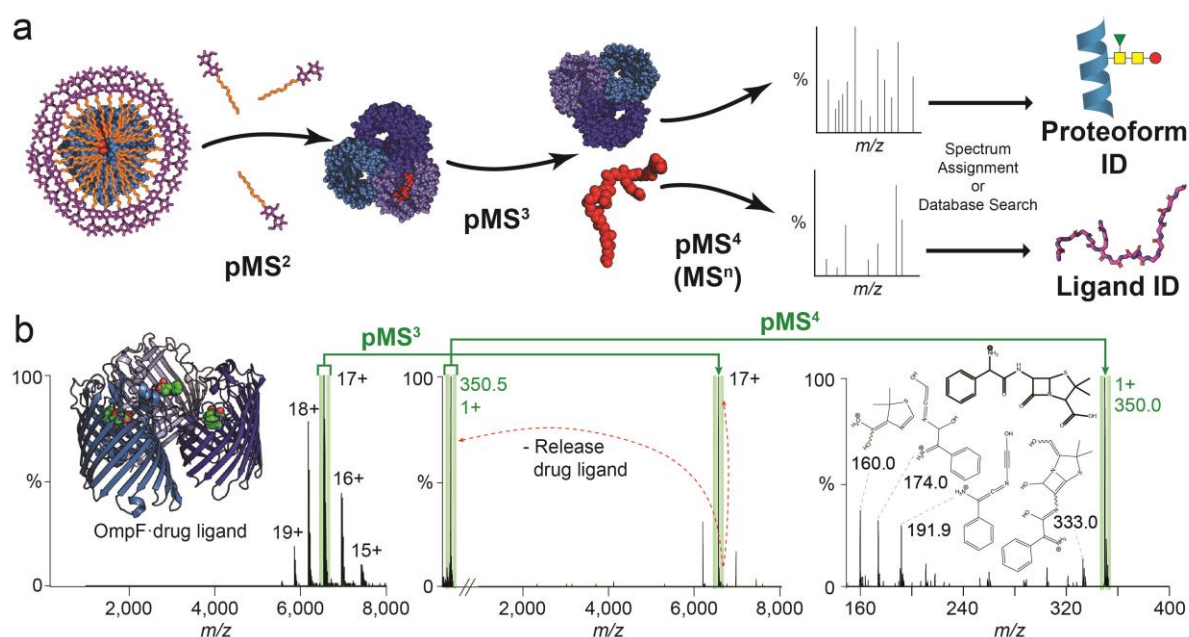 a
pMS²
pMS³
pMS⁴
(MSⁿ)
%
m/z
%
m/z
Spectrum
Assignment
or
Database Search
Proteoform
ID
Ligand ID
b
pMS³
pMS⁴
100
%
0
19+
18+
17+
16+
15+
OmpF·drug ligand
2,000
4,000
6,000
8,000
m/z
100
%
0
350.5
1+
- Release
drug ligand
17+
2,000
4,000
6,000
8,000
m/z
100
%
0
160.0
174.0
191.9
333.0
1+
350.0
NH₃
O
HN
S
N
O
O
OH
160
240
320
400
m/z